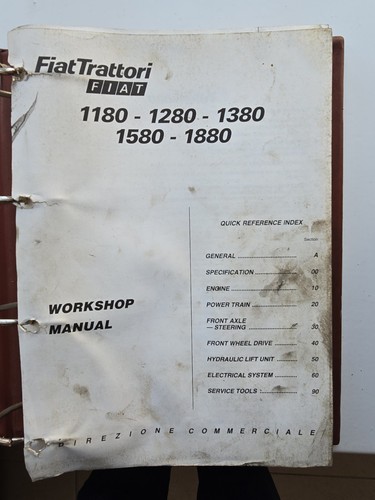 FiatTrattori
FIAT
1180 - 1280 - 1380
1580 - 1880
QUICK REFERENCE INDEX
Section
GENERAL A
SPECIFICATION 00
ENGINE 10
POWER TRAIN 20
FRONT AXLE
— STEERING 30
FRONT WHEEL DRIVE 40
HYDRAULIC LIFT UNIT 50
ELECTRICAL SYSTEM 60
SERVICE TOOLS : 90
WORKSHOP
MANUAL
DIREZIONE COMMERCIALE